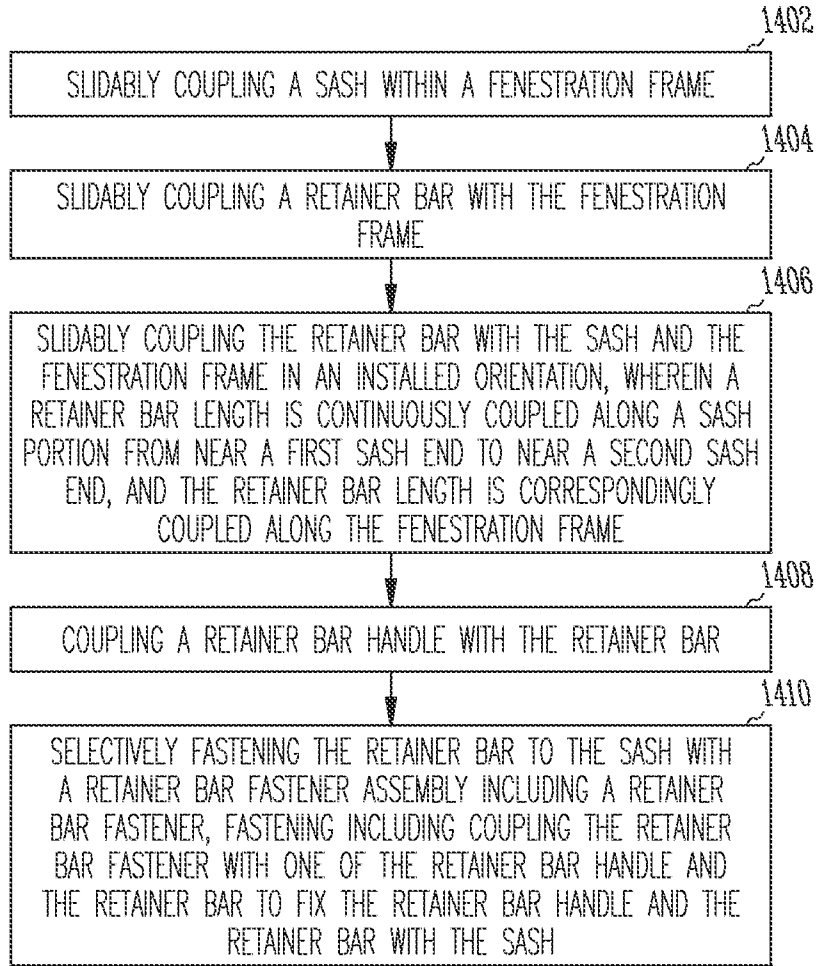 1402
SLIDABLY COUPLING A SASH WITHIN A FENESTRATION FRAME
1404
SLIDABLY COUPLING A RETAINER BAR WITH THE FENESTRATION
FRAME
1406
SLIDABLY COUPLING THE RETAINER BAR WITH THE SASH AND THE
FENESTRATION FRAME IN AN INSTALLED ORIENTATION, WHEREIN A
RETAINER BAR LENGTH IS CONTINUOUSLY COUPLED ALONG A SASH
PORTION FROM NEAR A FIRST SASH END TO NEAR A SECOND SASH
END, AND THE RETAINER BAR LENGTH IS CORRESPONDINGLY
COUPLED ALONG THE FENESTRATION FRAME
1408
COUPLING A RETAINER BAR HANDLE WITH THE RETAINER BAR
1410
SELECTIVELY FASTENING THE RETAINER BAR TO THE SASH WITH
A RETAINER BAR FASTENER ASSEMBLY INCLUDING A RETAINER
BAR FASTENER, FASTENING INCLUDING COUPLING THE RETAINER
BAR FASTENER WITH ONE OF THE RETAINER BAR HANDLE AND
THE RETAINER BAR TO FIX THE RETAINER BAR HANDLE AND THE
RETAINER BAR WITH THE SASH